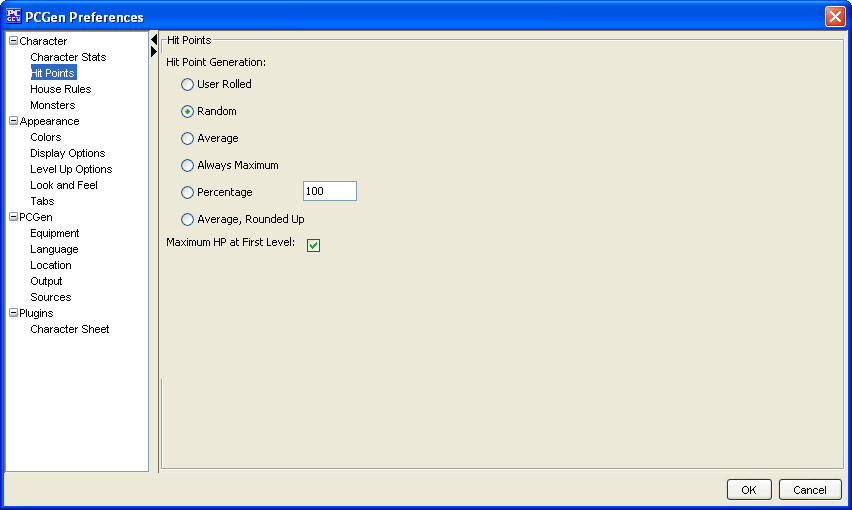 PC GEN PCGen Preferences
Character
Character Stats
Hit Points
House Rules
Monsters
Appearance
Colors
Display Options
Level Up Options
Look and Feel
Tabs
PCGen
Equipment
Language
Location
Output
Sources
Plugins
Character Sheet
Hit Points
Hit Point Generation:
User Rolled
Random
Average
Always Maximum
Percentage 100
Average, Rounded Up
Maximum HP at First Level:
OK Cancel